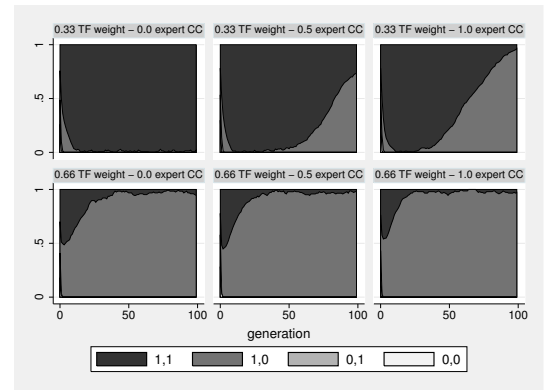 0.33 TF weight − 0.0 expert CC 0.33 TF weight − 0.5 expert CC 0.33 TF weight − 1.0 expert CC
1
.5
0
0.66 TF weight − 0.0 expert CC 0.66 TF weight − 0.5 expert CC 0.66 TF weight − 1.0 expert CC
1
.5
0
0 50 100 0 50 100 0 50 100
generation
1,1 1,0 0,1 0,0